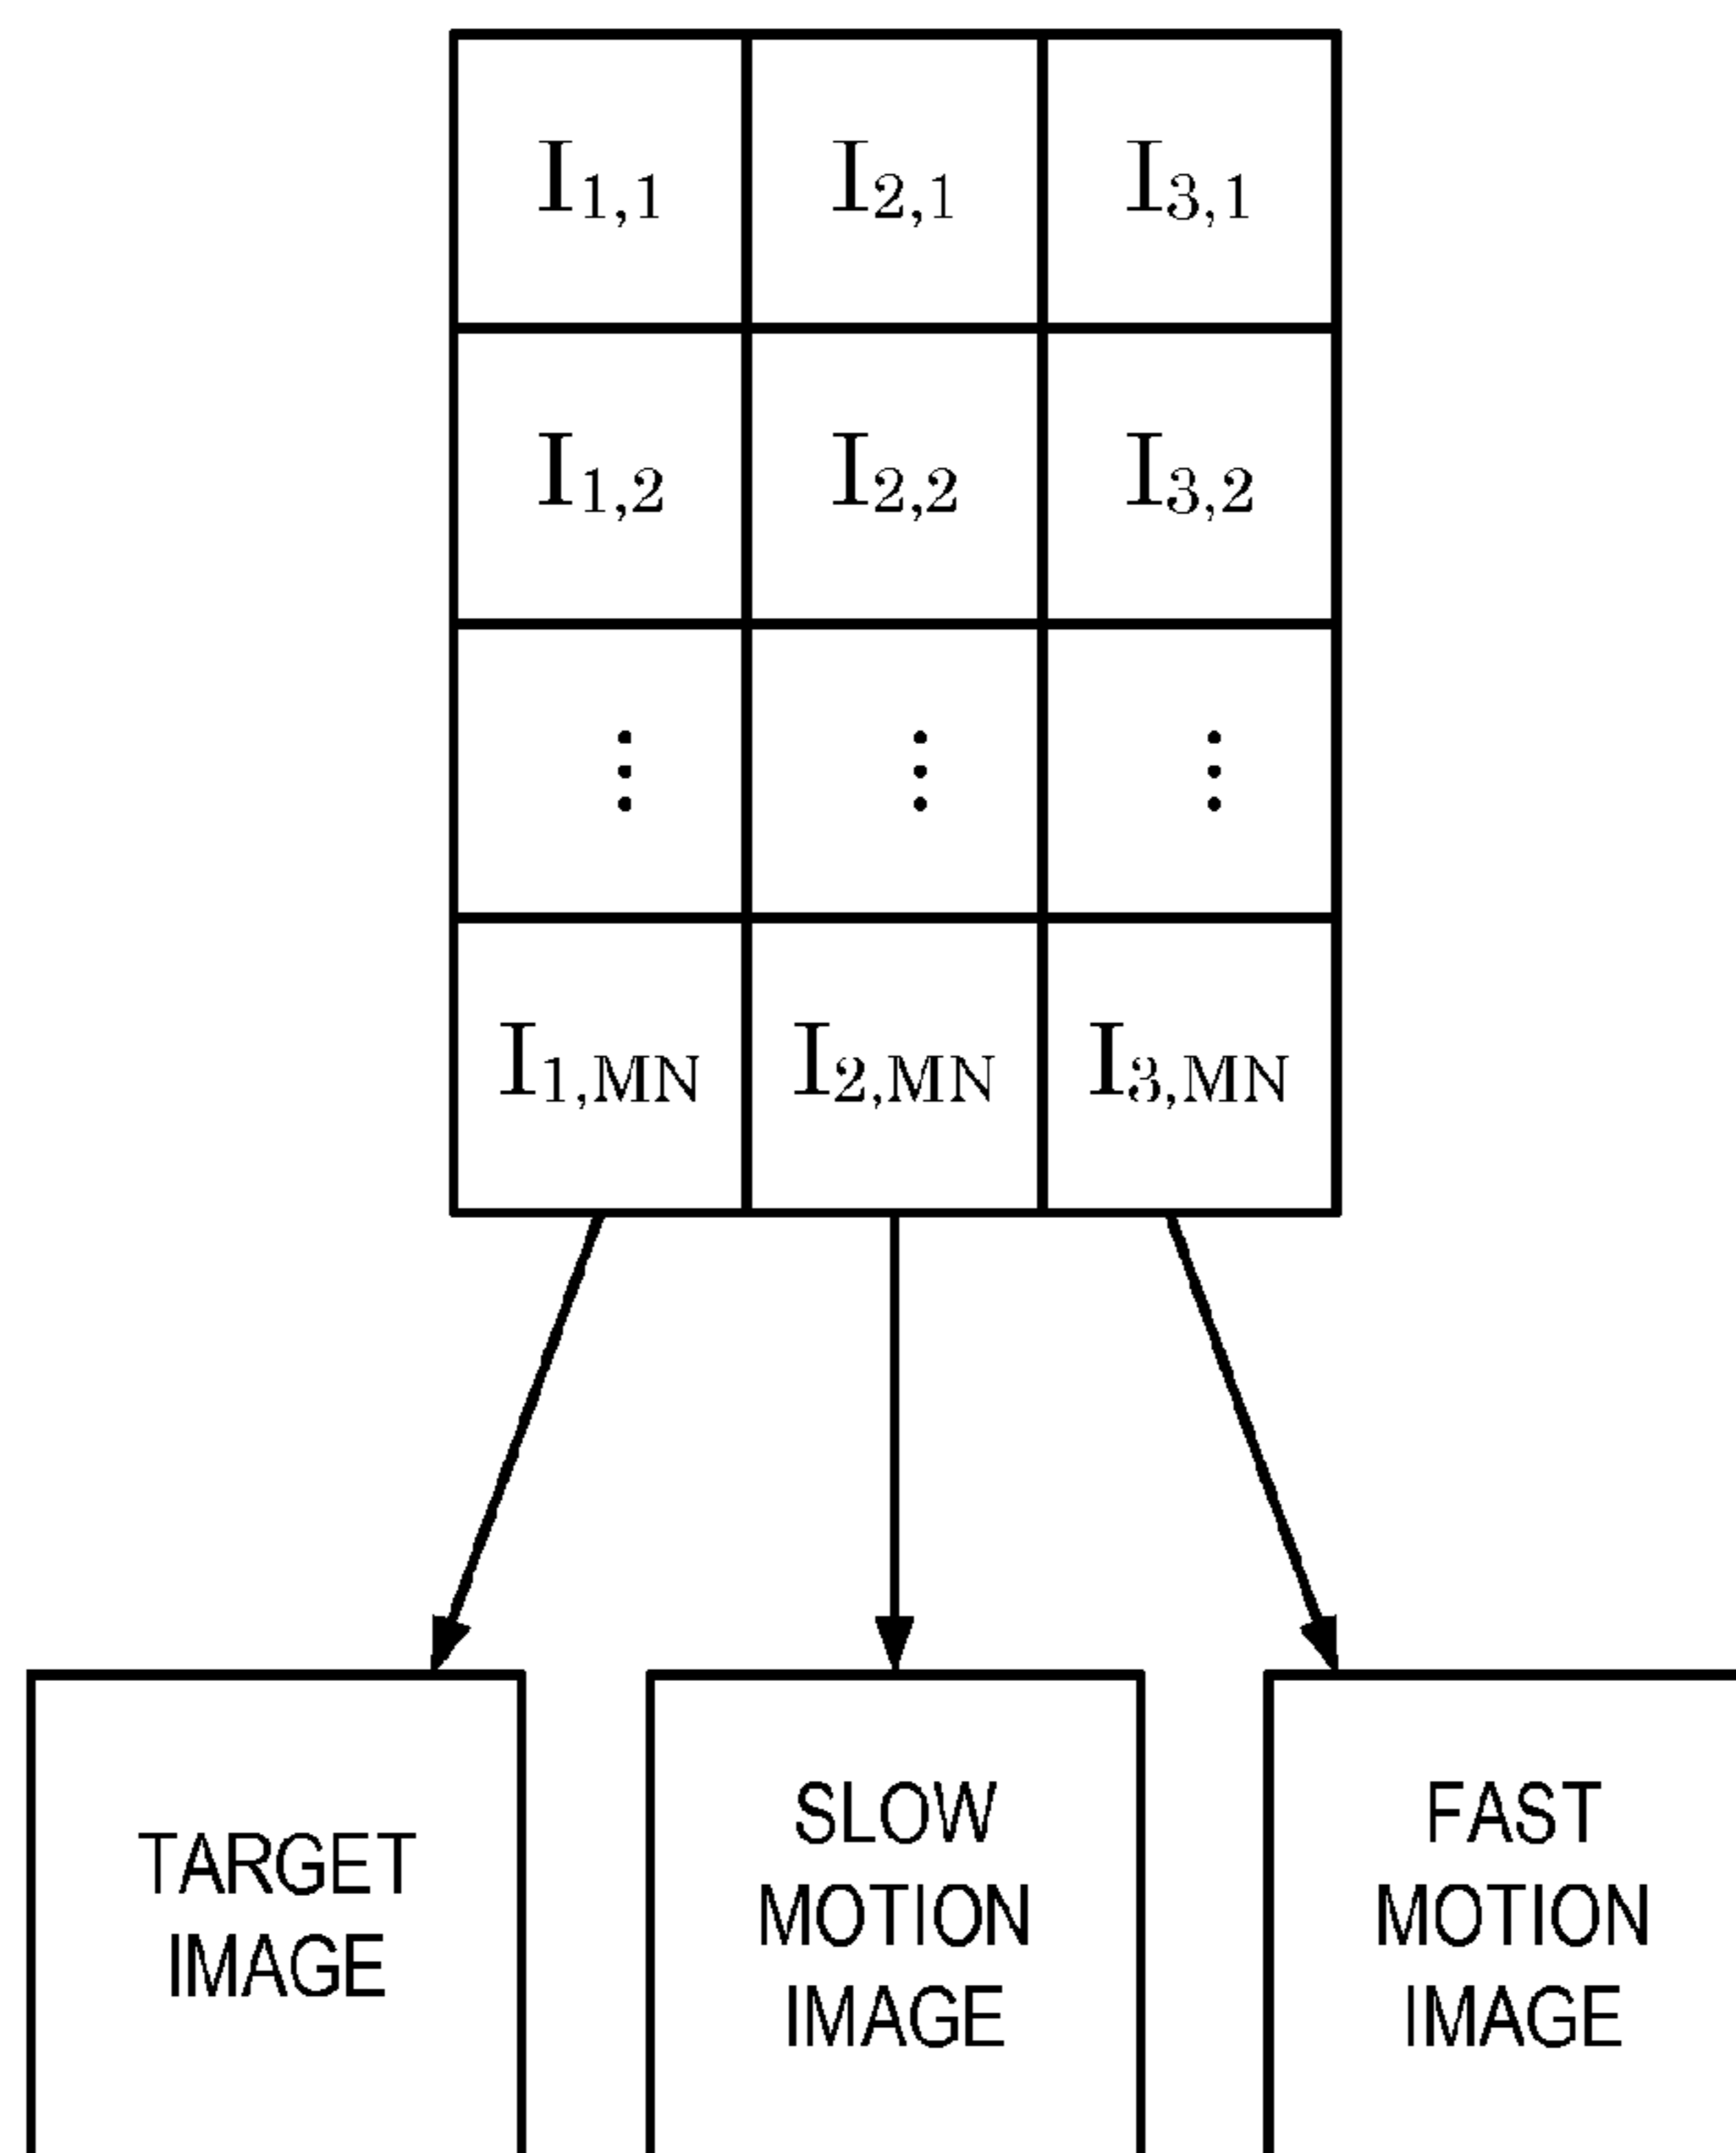 I1,1 I2,1 I3,1
I1,2 I2,2 I3,2
⋮ ⋮ ⋮
I1,MN I2,MN I3,MN
TARGET
IMAGE
SLOW
MOTION
IMAGE
FAST
MOTION
IMAGE